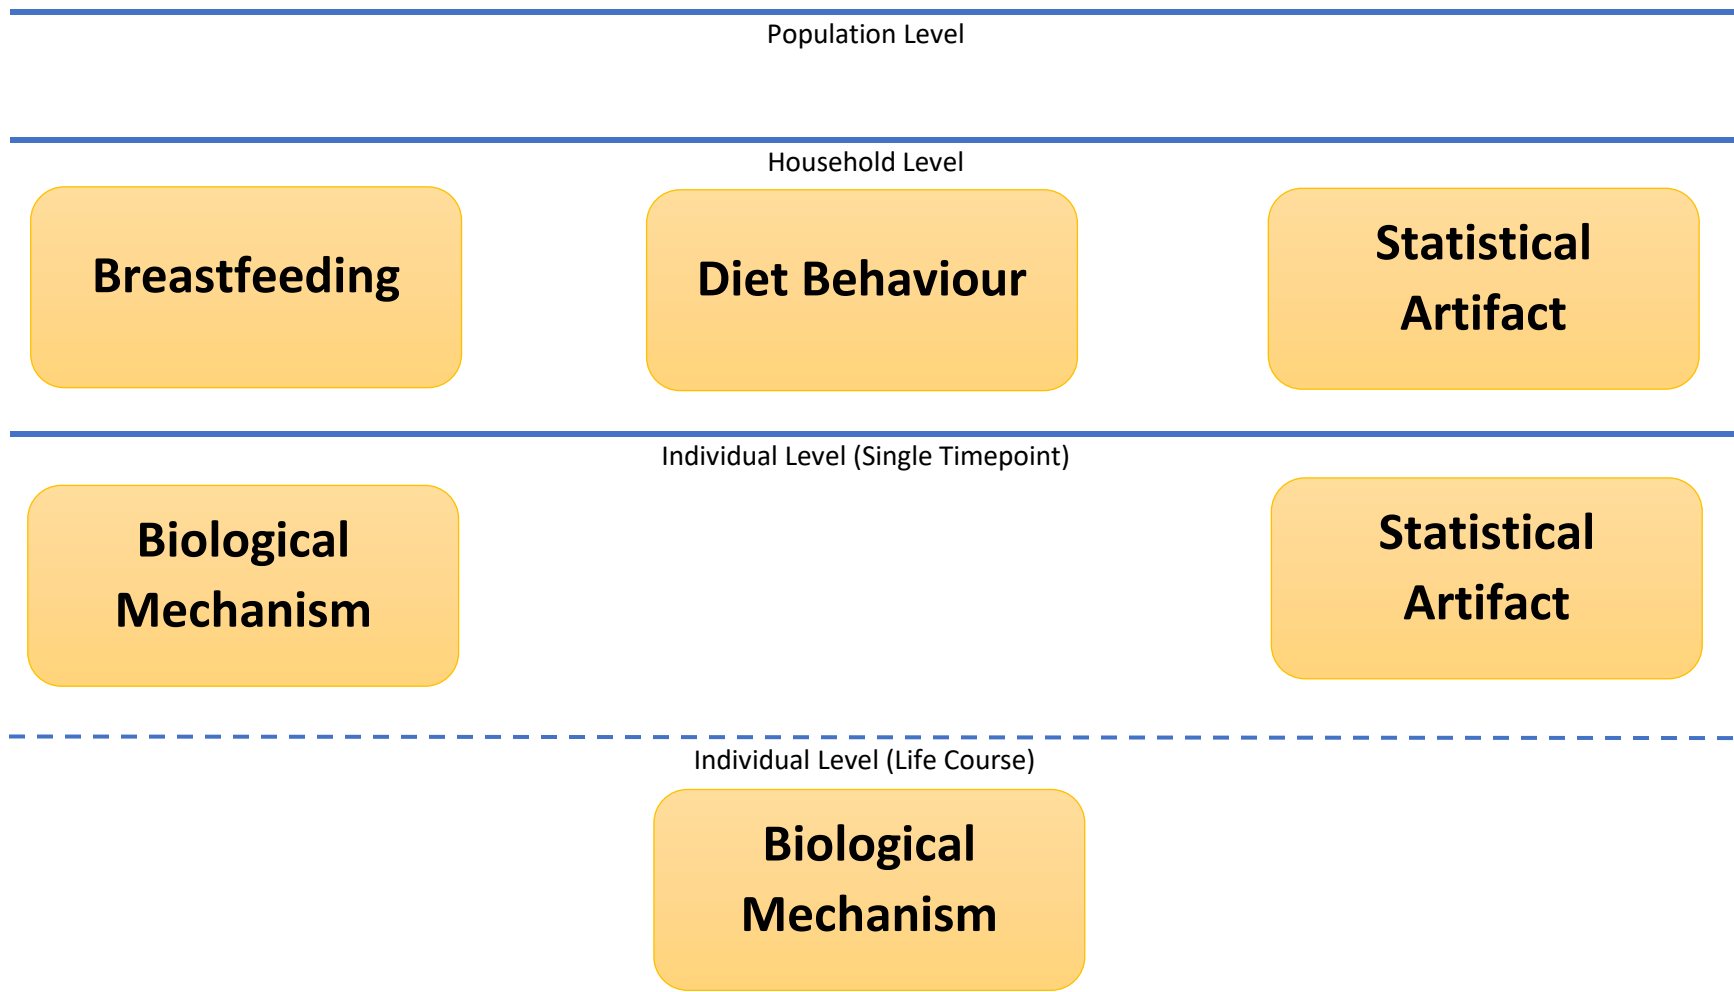 Population Level
Household Level
Breastfeeding
Diet Behaviour
Statistical
Artifact
Individual Level (Single Timepoint)
Biological
Mechanism
Statistical
Artifact
Individual Level (Life Course)
Biological
Mechanism